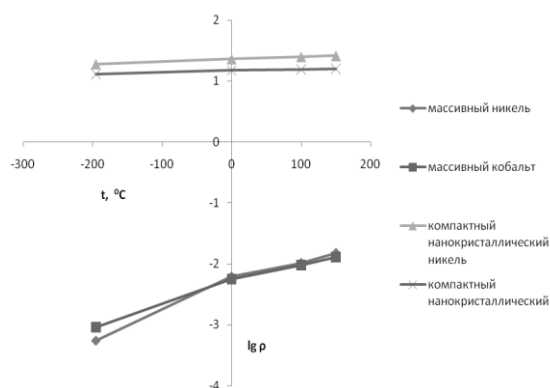 2
1
0
-300
-200
-100
0
100
200
t, ⁰C
-1
-2
-3
lg ρ
-4
массивный никель
массивный кобальт
компактный
нанокристаллический
никель
компактный
нанокристаллический